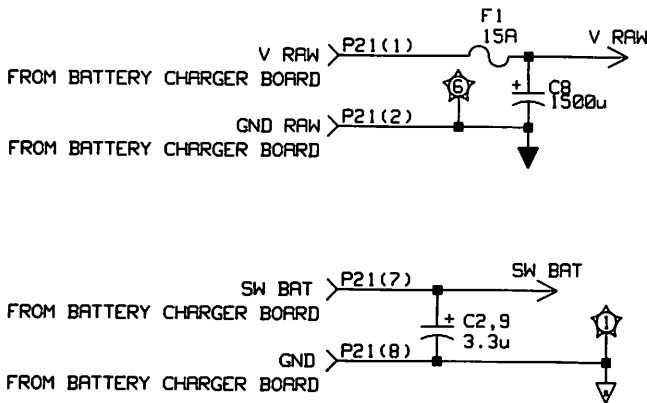 F1
15A
V RAW P21(1) V RAW
FROM BATTERY CHARGER BOARD
6
+ C8
1500u
GND RAW P21(2)
FROM BATTERY CHARGER BOARD
SW BAT P21(7) SW BAT
FROM BATTERY CHARGER BOARD
+ C2,9
3.3u
1
GND P21(8)
FROM BATTERY CHARGER BOARD